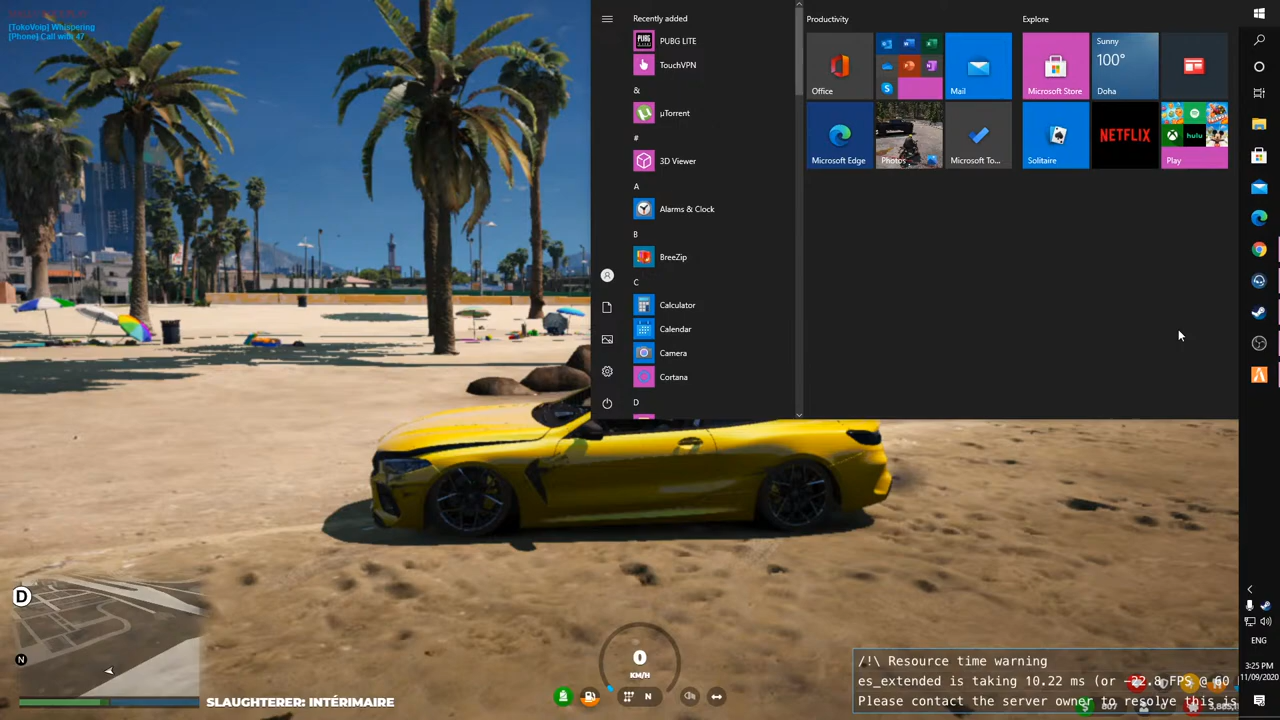 [TokoVoip] Whispering
[Phone] Call with 47
Recently added
PUBG LITE
TouchVPN
&
µTorrent
#
3D Viewer
A
Alarms & Clock
B
BreeZip
C
Calculator
Calendar
Camera
Cortana
D
Productivity
Office
Mail
Microsoft Edge
Photos
Microsoft To...
Explore
Microsoft Store
Sunny
100°
Doha
Solitaire
NETFLIX
hulu
Play
D
N
SLAUGHTERER: INTÉRIMAIRE
0
KM/H
N
/!\ Resource time warning
es_extended is taking 10.22 ms (or -22.8 FPS @ 60
Please contact the server owner to resolve this is
ENG
3:25 PM
11/09/2020